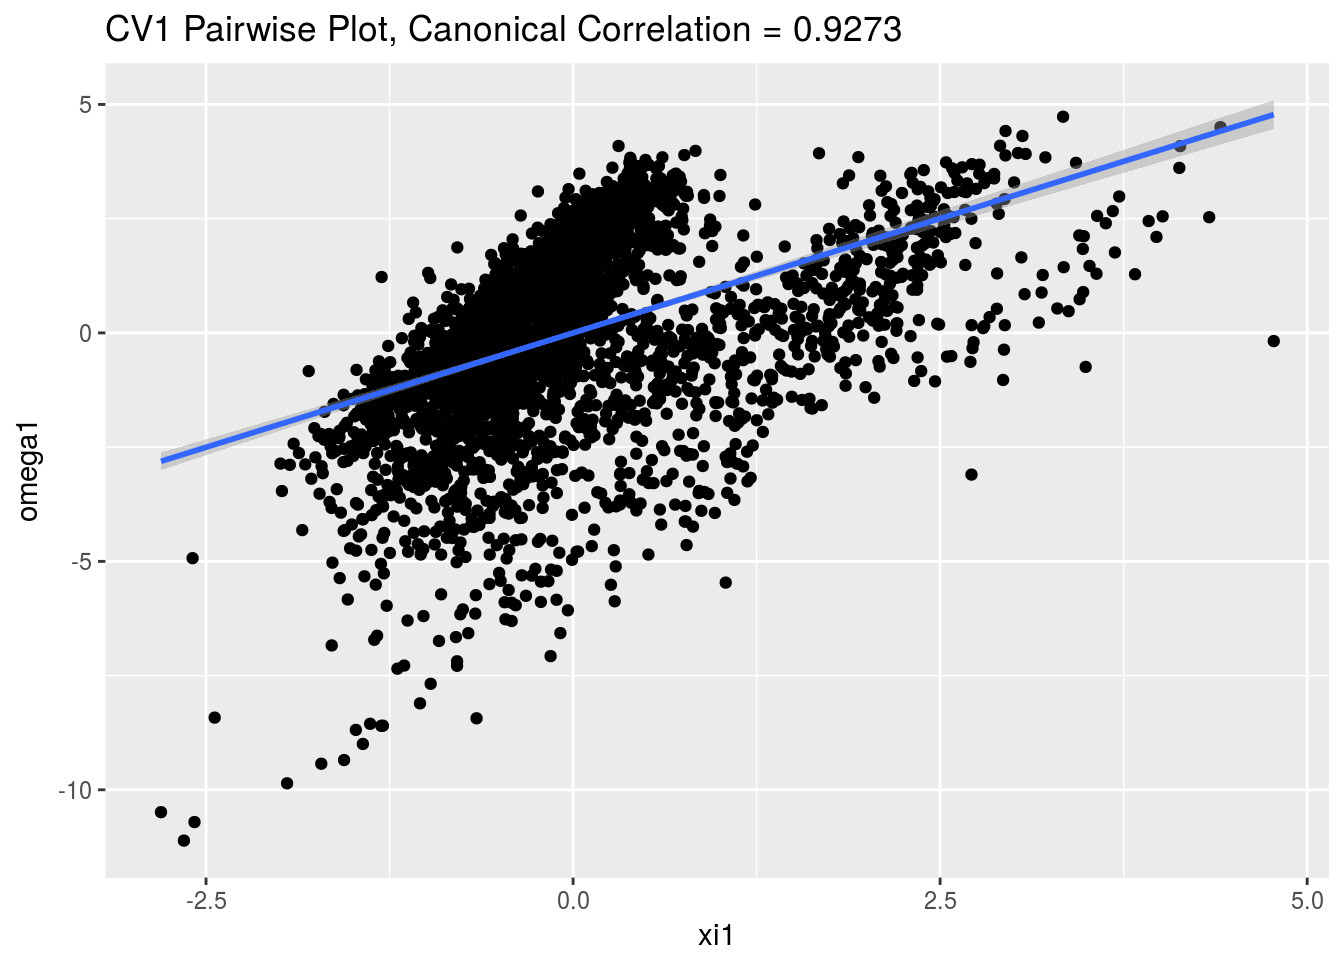 CV1 Pairwise Plot, Canonical Correlation = 0.9273
5
0
-5
-10
omega1
-2.5
0.0
2.5
5.0
xi1